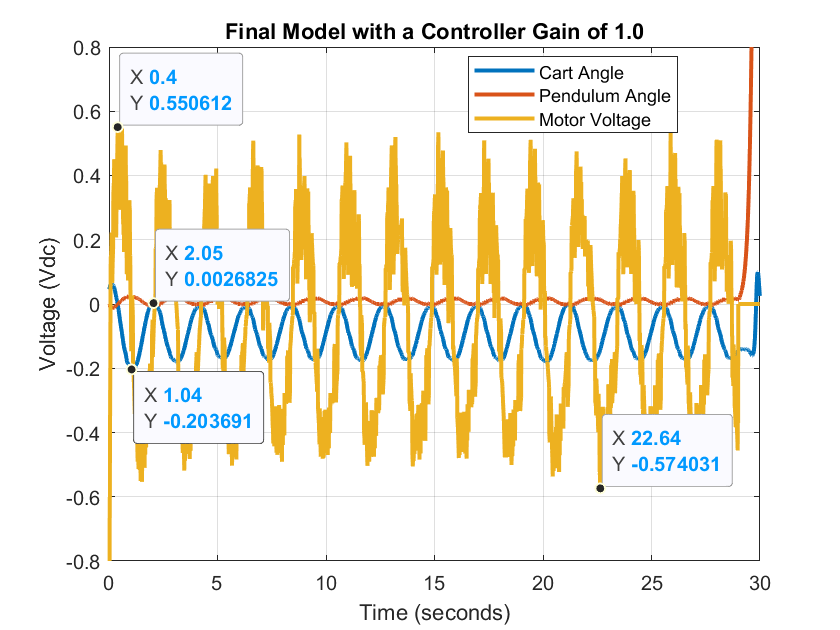 Final Model with a Controller Gain of 1.0
Voltage (Vdc)
0.8
0.6
0.4
0.2
0
-0.2
-0.4
-0.6
-0.8
X 0.4
Y 0.550612
Cart Angle
Pendulum Angle
Motor Voltage
X 2.05
Y 0.0026825
X 1.04
Y -0.203691
X 22.64
Y -0.574031
0
5
10
15
20
25
30
Time (seconds)